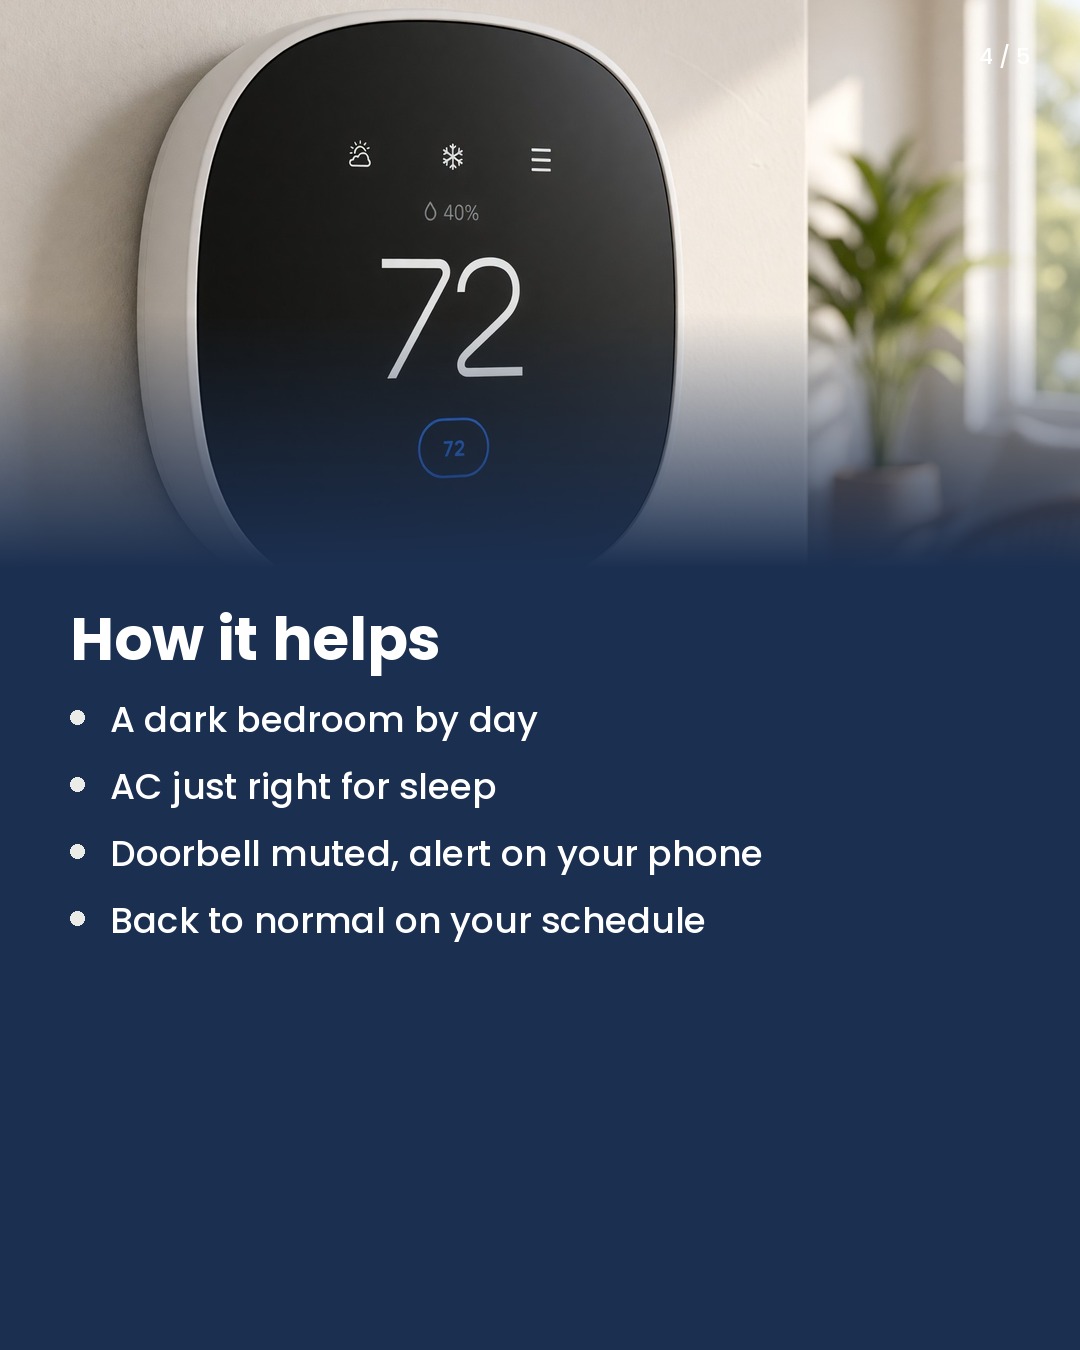 4 / 5
40%
72
72
How it helps
A dark bedroom by day
AC just right for sleep
Doorbell muted, alert on your phone
Back to normal on your schedule